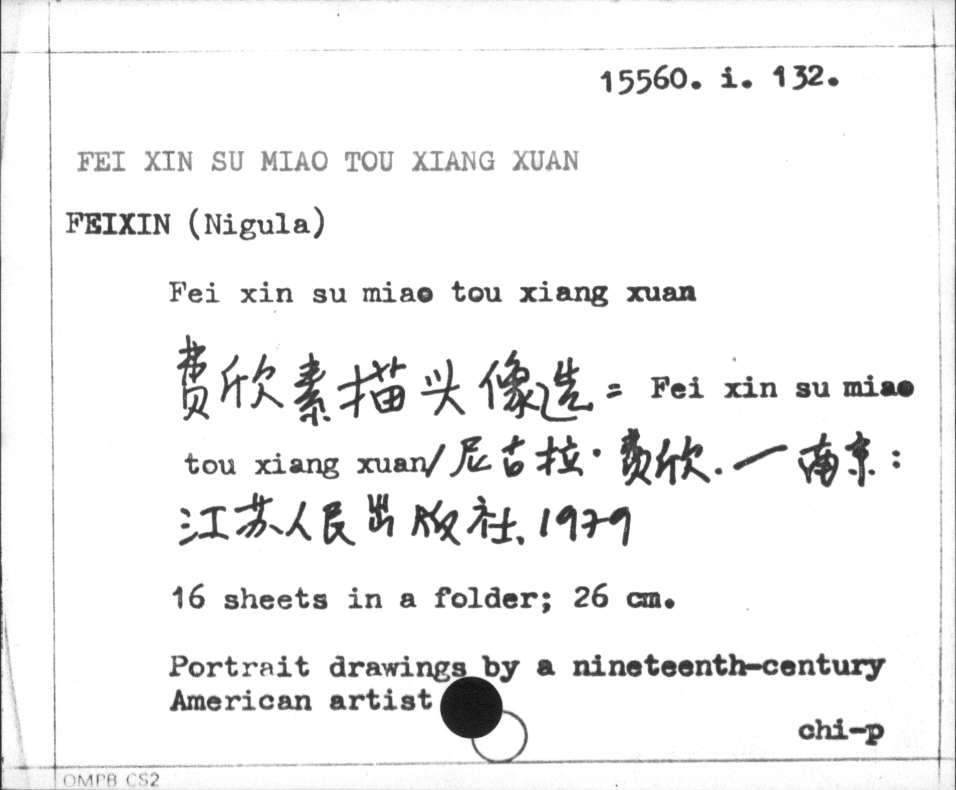 15560. i. 132.
FEI XIN SU MIAO TOU XIANG XUAN
FEIXIN (Nigula)
Fei xin su miao tou xiang xuan
费欣素描头像选 = Fei xin su miao
tou xiang xuan/尼古拉·费欣.一南京:
江苏人民出版社, 1979
16 sheets in a folder; 26 cm.
Portrait drawings by a nineteenth-century
American artist
chi-p
OMPB CS2